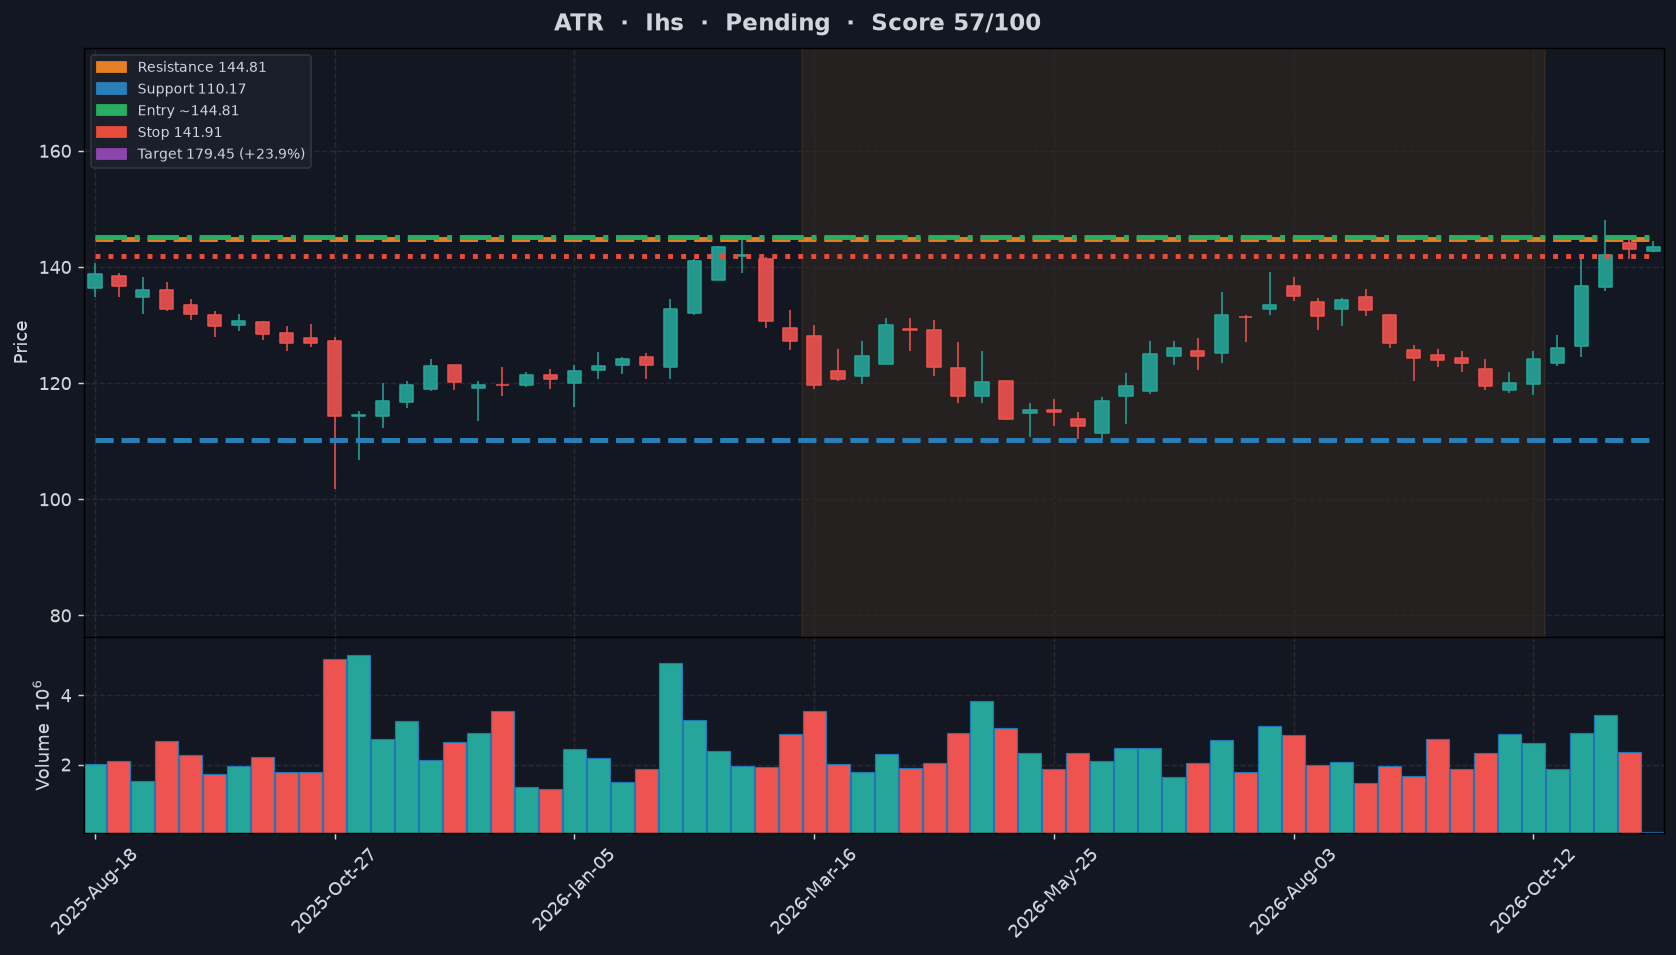 ATR · Ihs · Pending · Score 57/100
Resistance 144.81
Support 110.17
Entry ~144.81
Stop 141.91
Target 179.45 (+23.9%)
Price
160
140
120
100
80
Volume 10⁶
4
2
2025-Aug-18
2025-Oct-27
2026-Jan-05
2026-Mar-16
2026-May-25
2026-Aug-03
2026-Oct-12